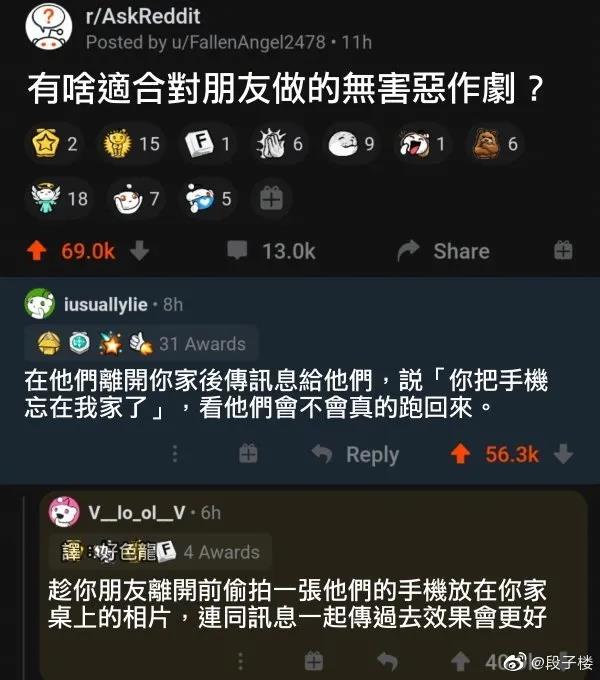 r/AskReddit
Posted by u/FallenAngel2478 · 11h
有啥適合對朋友做的無害惡作劇？
2 15 F 1 6 9 1 6
18 7 5
69.0k 13.0k Share
iusuallylie · 8h
31 Awards
在他們離開你家後傳訊息給他們，説「你把手機
忘在我家了」，看他們會不會真的跑回來。
Reply 56.3k
V__lo_ol__V · 6h
譯：好色龍 F 4 Awards
趁你朋友離開前偷拍一張他們的手機放在你家
桌上的相片，連同訊息一起傳過去效果會更好
@段子楼